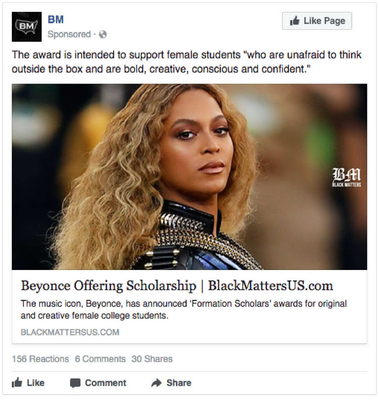 BM
BM
Sponsored ·
Like Page
The award is intended to support female students “who are unafraid to think
outside the box and are bold, creative, conscious and confident.”
BM
BLACK MATTERS
Beyonce Offering Scholarship | BlackMattersUS.com
The music icon, Beyonce, has announced ‘Formation Scholars’ awards for original
and creative female college students.
BLACKMATTERSUS.COM
156 Reactions 6 Comments 30 Shares
Like Comment Share